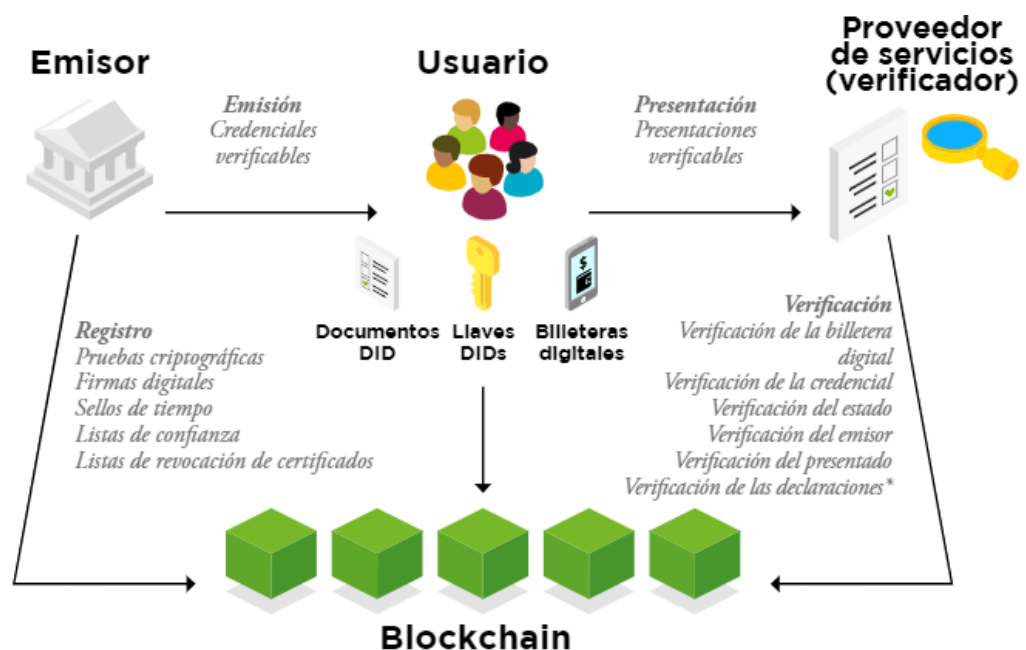 Emisor
Usuario
Proveedor
de servicios
(verificador)
Emisión
Credenciales
verificables
Presentación
Presentaciones
verificables
$
Documentos
DID
Llaves
DIDs
Billeteras
digitales
Registro
Pruebas criptográficas
Firmas digitales
Sellos de tiempo
Listas de confianza
Listas de revocación de certificados
Verificación
Verificación de la billetera
digital
Verificación de la credencial
Verificación del estado
Verificación del emisor
Verificación del presentado
Verificación de las declaraciones*
Blockchain